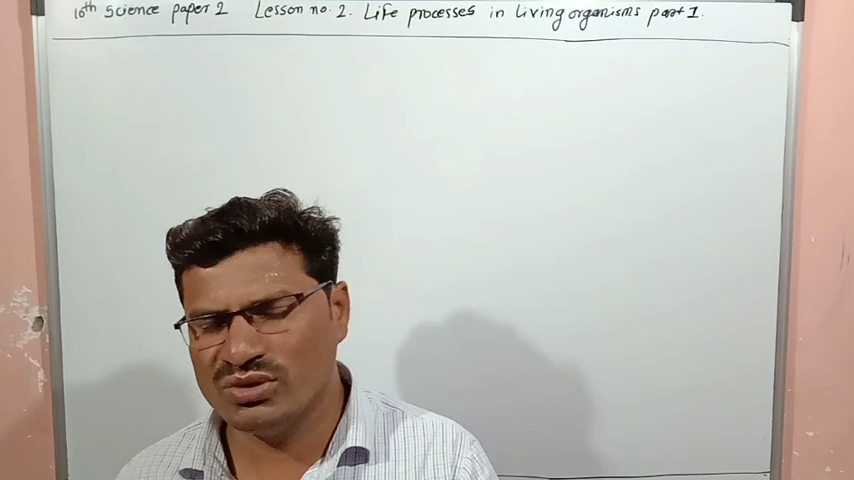 10th Science paper 2 Lesson no. 2. Life processes in living organisms part 1.